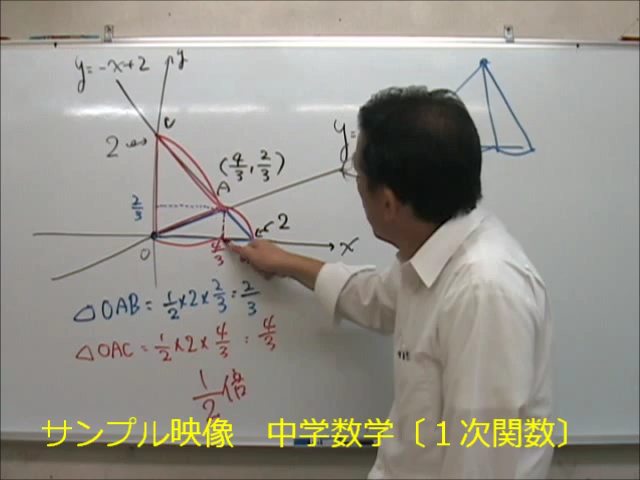 y=-x+2
y
C
2
(4/3, 2/3)
y=
A
2/3
2
O
4/3
x
△OAB=1/2×2×2/3=2/3
△OAC=1/2×2×4/3=4/3
1/2倍
サンプル映像　中学数学〔１次関数〕